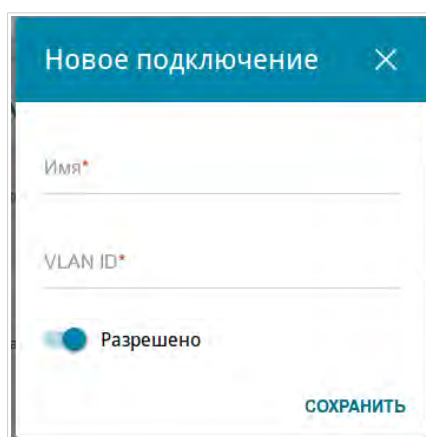 Новое подключение
Имя*
VLAN ID*
Разрешено
СОХРАНИТЬ